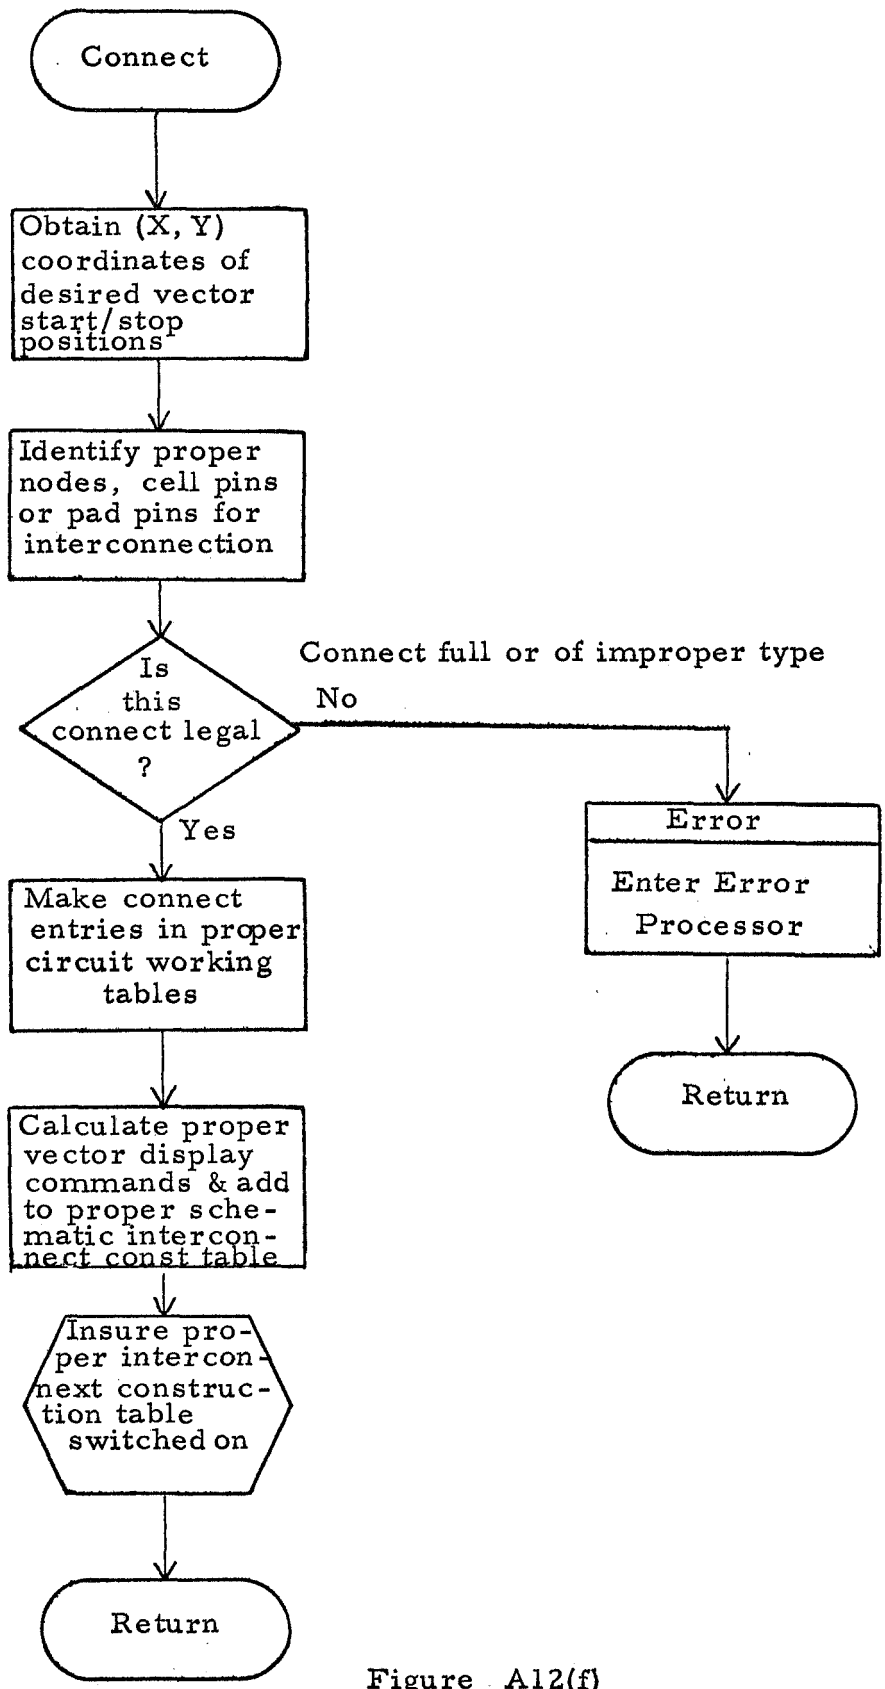 Connect
Obtain (X, Y)
coordinates of
desired vector
start/stop
positions
Identify proper
nodes, cell pins
or pad pins for
interconnection
Is
this
connect legal
?
Connect full or of improper type
No
Yes
Error
Enter Error
Processor
Return
Make connect
entries in proper
circuit working
tables
Calculate proper
vector display
commands & add
to proper sche-
matic intercon-
nect const table
Insure pro-
per intercon-
next construc-
tion table
switched on
Return
Figure A12(f)